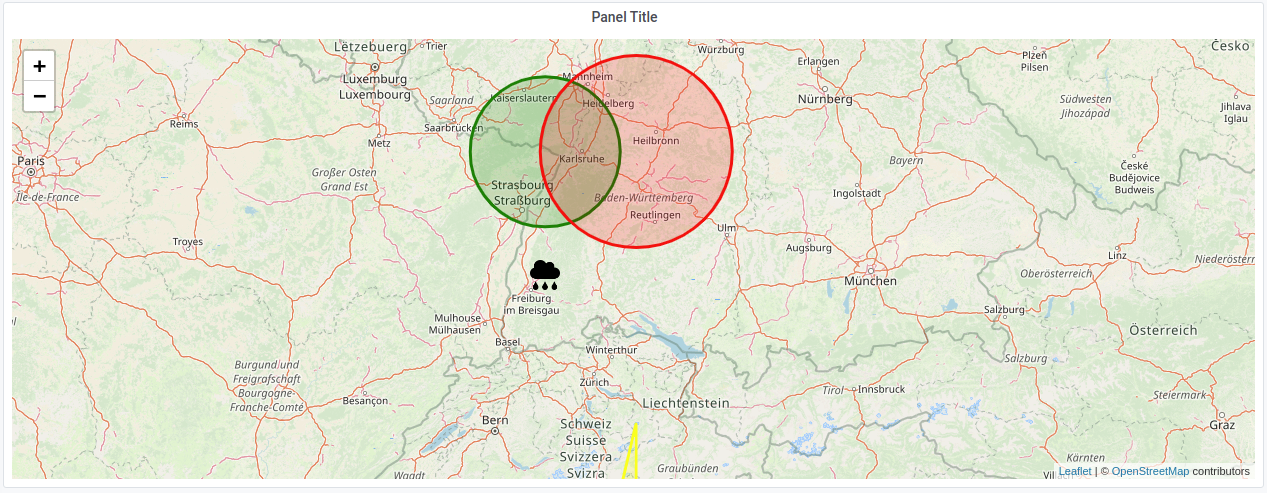 Panel Title
+
−
Lëtzebuerg
Trier
Würzburg
Erlangen
Plzeň
Pilsen
Česko
Mannheim
Luxemburg
Luxembourg
Saarland
Kaiserslautern
Heidelberg
Nürnberg
Südwesten
Jihozápad
Jihlava
Iglau
Reims
Saarbrücken
Metz
Heilbronn
Karlsruhe
Paris
Île-de-France
Großer Osten
Grand Est
Bayern
České
Budějovice
Budweis
Strasbourg
Straßburg
Baden-Württemberg
Ingolstadt
Reutlingen
Ulm
Troyes
Augsburg
Linz
Niederösterr
München
Oberösterreich
Freiburg
im Breisgau
Salzburg
Mulhouse
Mülhausen
Österreich
Basel
Winterthur
Salzburg
Burgund und
Freigrafschaft
Bourgogne-
Franche-Comté
Zürich
Tirol
Innsbruck
Steiermark
Besançon
Liechtenstein
Bern
Schweiz
Suisse
Svizzera
Svizra
Graz
Kärnten
Waadt
Graubünden
Leaflet | © OpenStreetMap contributors